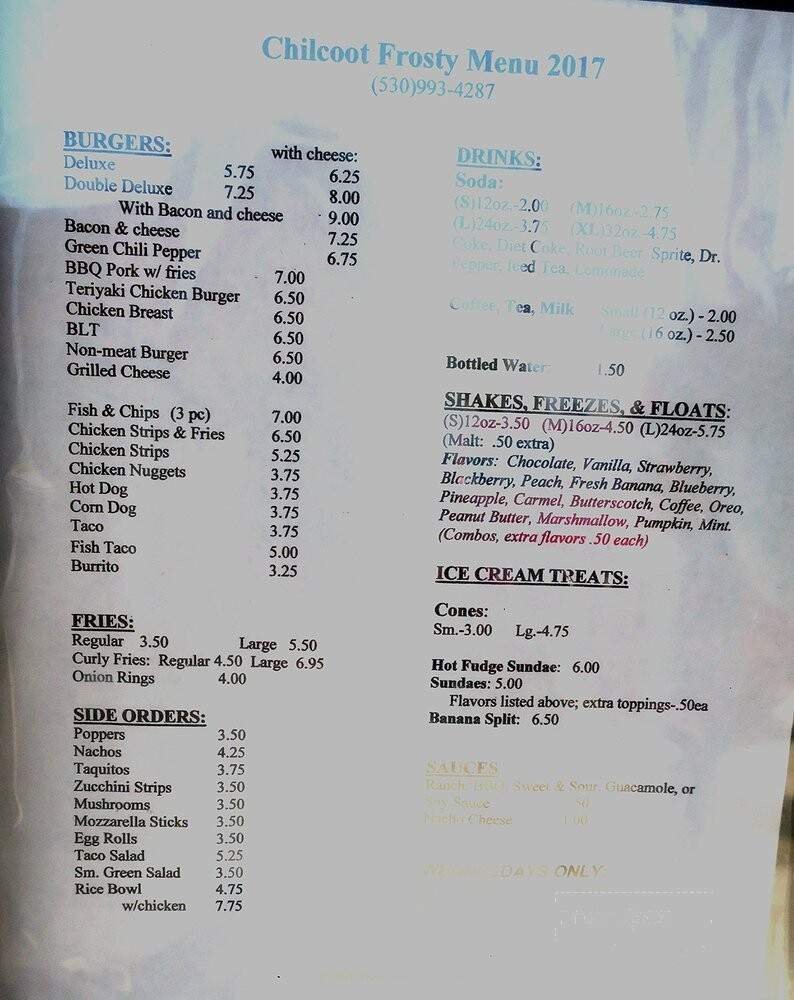 Chilcoot Frosty Menu 2017
(530)993-4287
BURGERS: with cheese:
Deluxe 5.75 6.25
Double Deluxe 7.25 8.00
With Bacon and cheese 9.00
Bacon & cheese 7.25
Green Chili Pepper 6.75
BBQ Pork w/ fries 7.00
Teriyaki Chicken Burger 6.50
Chicken Breast 6.50
BLT 6.50
Non-meat Burger 6.50
Grilled Cheese 4.00
Fish & Chips (3 pc) 7.00
Chicken Strips & Fries 6.50
Chicken Strips 5.25
Chicken Nuggets 3.75
Hot Dog 3.75
Corn Dog 3.75
Taco 3.75
Fish Taco 5.00
Burrito 3.25
FRIES:
Regular 3.50 Large 5.50
Curly Fries: Regular 4.50 Large 6.95
Onion Rings 4.00
SIDE ORDERS:
Poppers 3.50
Nachos 4.25
Taquitos 3.75
Zucchini Strips 3.50
Mushrooms 3.50
Mozzarella Sticks 3.50
Egg Rolls 3.50
Taco Salad 5.25
Sm. Green Salad 3.50
Rice Bowl 4.75
w/chicken 7.75
DRINKS:
Soda:
(S)12oz.-2.00 (M)16oz.-2.75
(L)24oz.-3.75 (XL)32oz.-4.75
Coke, Diet Coke, Root Beer, Sprite, Dr.
Pepper, Iced Tea, Lemonade
Coffee, Tea, Milk Small (12 oz.) - 2.00
Large (16 oz.) - 2.50
Bottled Water: 1.50
SHAKES, FREEZES, & FLOATS:
(S)12oz-3.50 (M)16oz-4.50 (L)24oz-5.75
(Malt: .50 extra)
Flavors: Chocolate, Vanilla, Strawberry,
Blackberry, Peach, Fresh Banana, Blueberry,
Pineapple, Carmel, Butterscotch, Coffee, Oreo,
Peanut Butter, Marshmallow, Pumpkin, Mint.
(Combos, extra flavors .50 each)
ICE CREAM TREATS:
Cones:
Sm.-3.00 Lg.-4.75
Hot Fudge Sundae: 6.00
Sundaes: 5.00
Flavors listed above; extra toppings-.50ea
Banana Split: 6.50
SAUCES
Ranch, BBQ, Sweet & Sour, Guacamole, or
Soy Sauce .50
Nacho Cheese 1.00
ONLY: